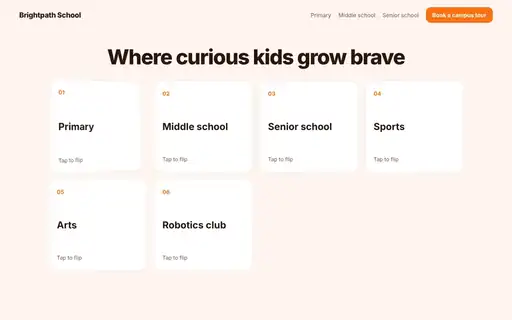 Brightpath School
Primary Middle school Senior school Book a campus tour
Where curious kids grow brave
01
Primary
Tap to flip
02
Middle school
Tap to flip
03
Senior school
Tap to flip
04
Sports
Tap to flip
05
Arts
Tap to flip
06
Robotics club
Tap to flip